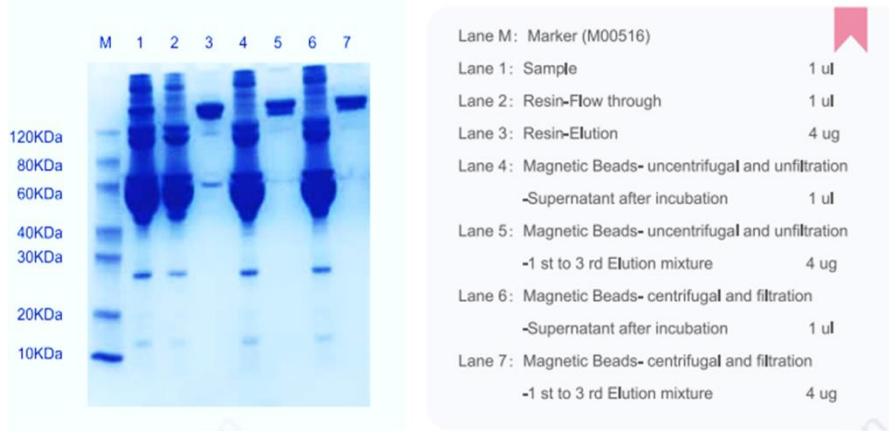 M 1 2 3 4 5 6 7
120KDa
80KDa
60KDa
40KDa
30KDa
20KDa
10KDa
Lane M: Marker (M00516)
Lane 1: Sample 1 ul
Lane 2: Resin-Flow through 1 ul
Lane 3: Resin-Elution 4 ug
Lane 4: Magnetic Beads- uncentrifugal and unfiltration
-Supernatant after incubation 1 ul
Lane 5: Magnetic Beads- uncentrifugal and unfiltration
-1 st to 3 rd Elution mixture 4 ug
Lane 6: Magnetic Beads- centrifugal and filtration
-Supernatant after incubation 1 ul
Lane 7: Magnetic Beads- centrifugal and filtration
-1 st to 3 rd Elution mixture 4 ug